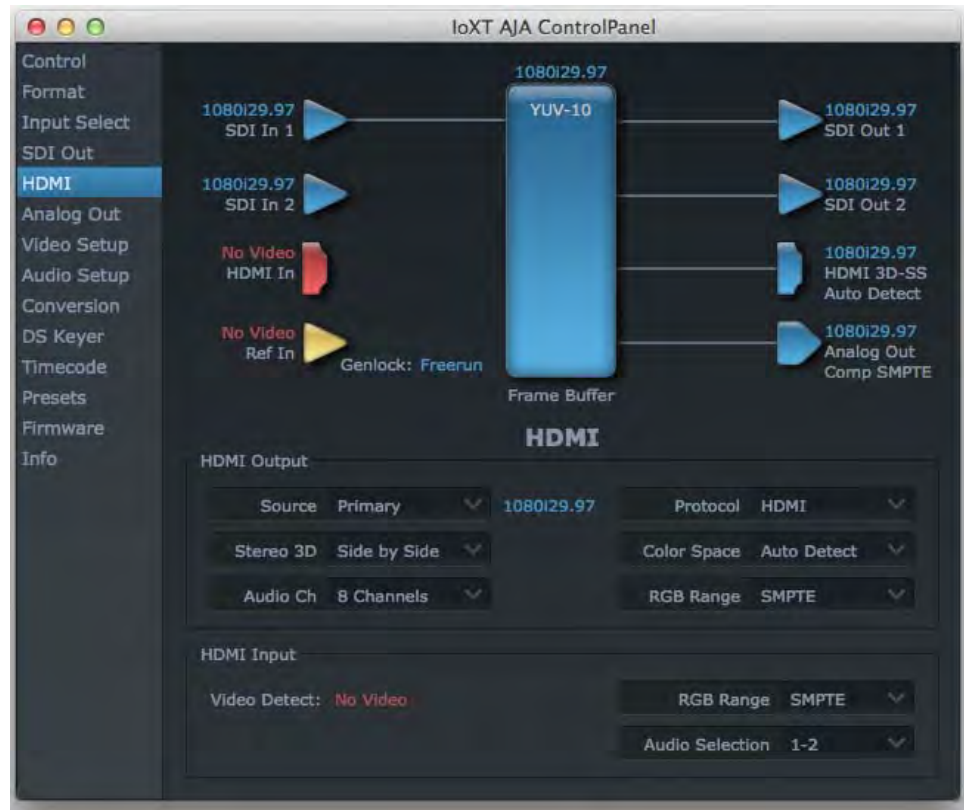 IoXT AJA ControlPanel
Control
Format
Input Select
SDI Out
HDMI
Analog Out
Video Setup
Audio Setup
Conversion
DS Keyer
Timecode
Presets
Firmware
Info
1080i29.97
YUV-10
1080i29.97
SDI In 1
1080i29.97
SDI In 2
No Video
HDMI In
No Video
Ref In
Genlock: Freerun
Frame Buffer
1080i29.97
SDI Out 1
1080i29.97
SDI Out 2
1080i29.97
HDMI 3D-SS
Auto Detect
1080i29.97
Analog Out
Comp SMPTE
HDMI
HDMI Output
Source Primary 1080i29.97 Protocol HDMI
Stereo 3D Side by Side Color Space Auto Detect
Audio Ch 8 Channels RGB Range SMPTE
HDMI Input
Video Detect: No Video RGB Range SMPTE
Audio Selection 1-2